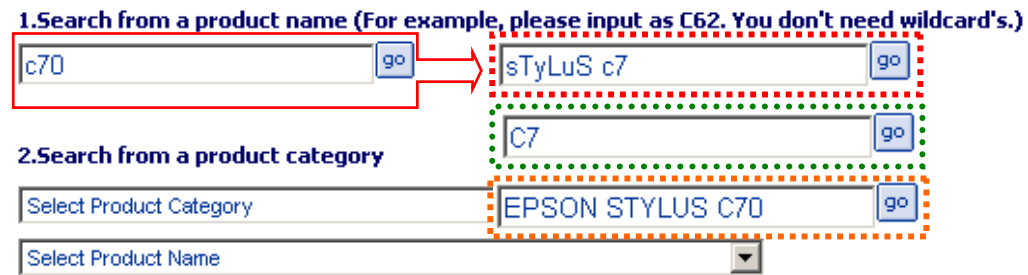 1.Search from a product name (For example, please input as C62. You don't need wildcard's.)
c70 go sTyLuS c7 go
C7 go
2.Search from a product category
Select Product Category EPSON STYLUS C70 go
Select Product Name